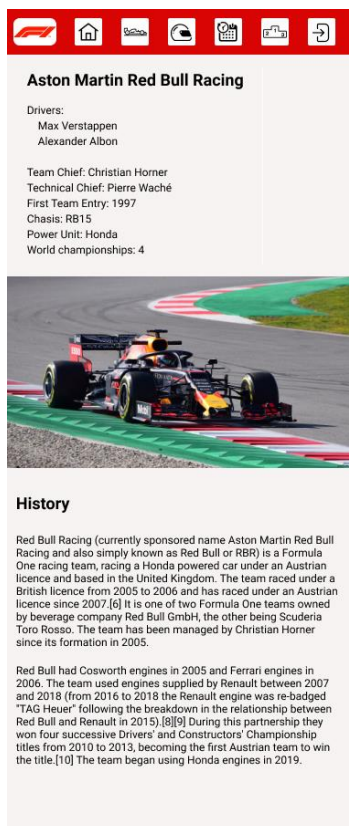 Aston Martin Red Bull Racing
Drivers:
Max Verstappen
Alexander Albon
Team Chief: Christian Horner
Technical Chief: Pierre Waché
First Team Entry: 1997
Chasis: RB15
Power Unit: Honda
World championships: 4
History
Red Bull Racing (currently sponsored name Aston Martin Red Bull
Racing and also simply known as Red Bull or RBR) is a Formula
One racing team, racing a Honda powered car under an Austrian
licence and based in the United Kingdom. The team raced under a
British licence from 2005 to 2006 and has raced under an Austrian
licence since 2007.[6] It is one of two Formula One teams owned
by beverage company Red Bull GmbH, the other being Scuderia
Toro Rosso. The team has been managed by Christian Horner
since its formation in 2005.
Red Bull had Cosworth engines in 2005 and Ferrari engines in
2006. The team used engines supplied by Renault between 2007
and 2018 (from 2016 to 2018 the Renault engine was re-badged
"TAG Heuer" following the breakdown in the relationship between
Red Bull and Renault in 2015).[8][9] During this partnership they
won four successive Drivers' and Constructors' Championship
titles from 2010 to 2013, becoming the first Austrian team to win
the title.[10] The team began using Honda engines in 2019.